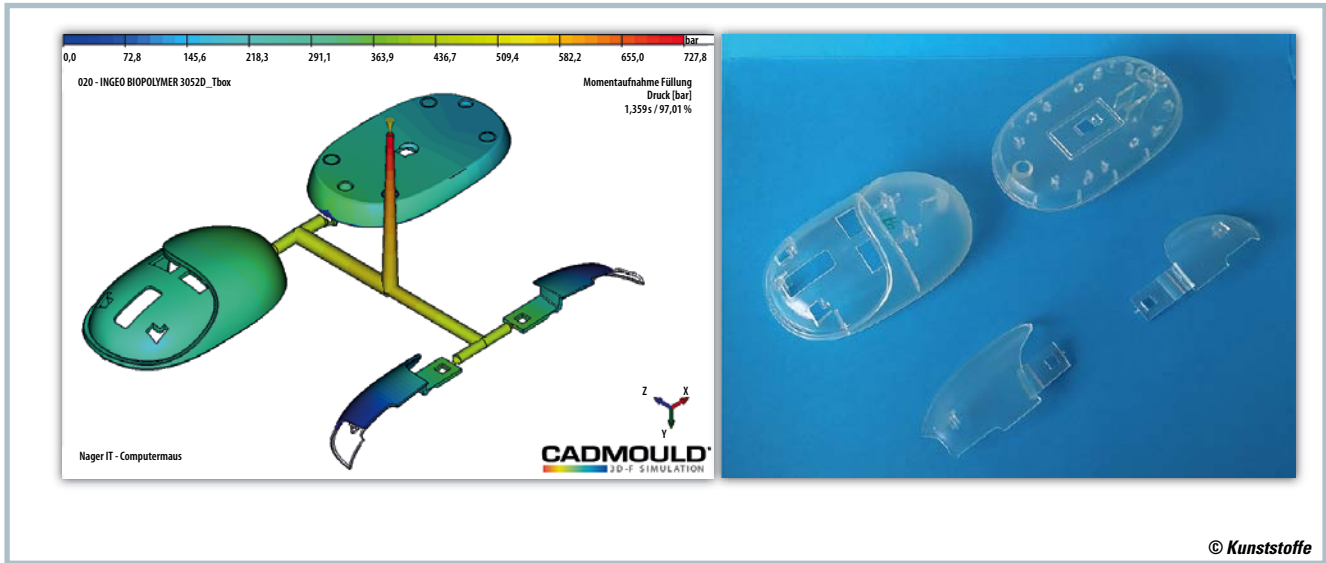 bar
0,0 72,8 145,6 218,3 291,1 363,9 436,7 509,4 582,2 655,0 727,8
020 - INGEO BIOPOLYMER 3052D_Tbox
Momentaufnahme Füllung
Druck [bar]
1,359 s / 97,01 %
Z X
Y
Nager IT - Computermaus
CADMOULD®
3D-F SIMULATION
© Kunststoffe